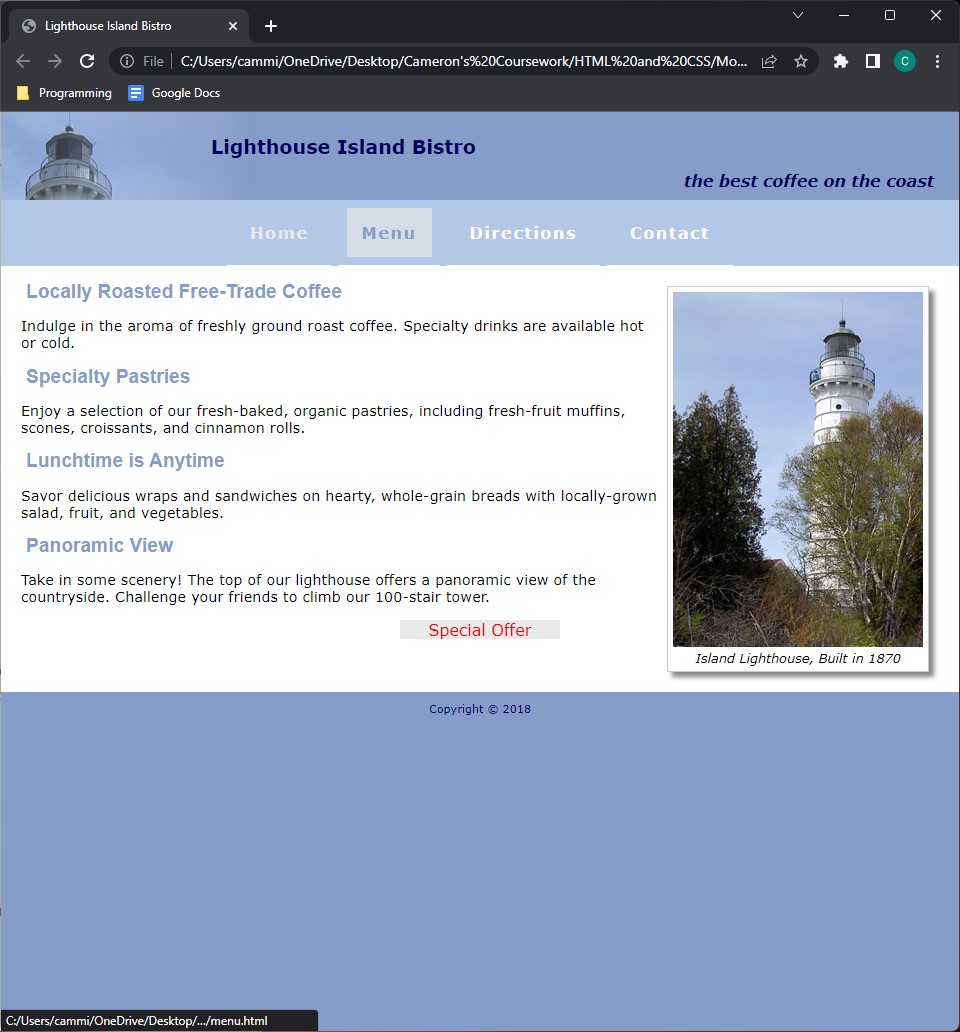 Lighthouse Island Bistro
File
C:/Users/cammi/OneDrive/Desktop/Cameron's%20Coursework/HTML%20and%20CSS/Mo...
C
Programming
Google Docs
Lighthouse Island Bistro
the best coffee on the coast
Home Menu Directions Contact
Locally Roasted Free-Trade Coffee
Indulge in the aroma of freshly ground roast coffee. Specialty drinks are available hot
or cold.
Specialty Pastries
Enjoy a selection of our fresh-baked, organic pastries, including fresh-fruit muffins,
scones, croissants, and cinnamon rolls.
Lunchtime is Anytime
Savor delicious wraps and sandwiches on hearty, whole-grain breads with locally-grown
salad, fruit, and vegetables.
Panoramic View
Take in some scenery! The top of our lighthouse offers a panoramic view of the
countryside. Challenge your friends to climb our 100-stair tower.
Special Offer
Island Lighthouse, Built in 1870
Copyright © 2018
C:/Users/cammi/OneDrive/Desktop/.../menu.html